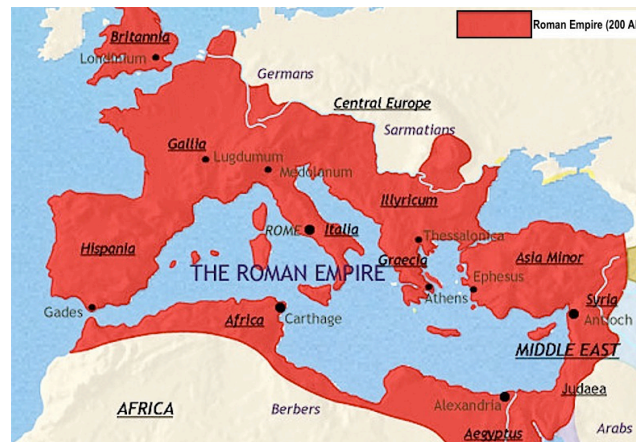 Roman Empire (200 A
Britannia
Londinium
Germans
Central Europe
Sarmatians
Gallia
Lugdumum
Mediolanum
Illyricum
ROME
Italia
Thessalonica
Hispania
Graecia
Asia Minor
THE ROMAN EMPIRE
Ephesus
Athens
Syria
Gades
Africa
Carthage
Antioch
MIDDLE EAST
Judaea
AFRICA
Berbers
Alexandria
Aegyptus
Arabs